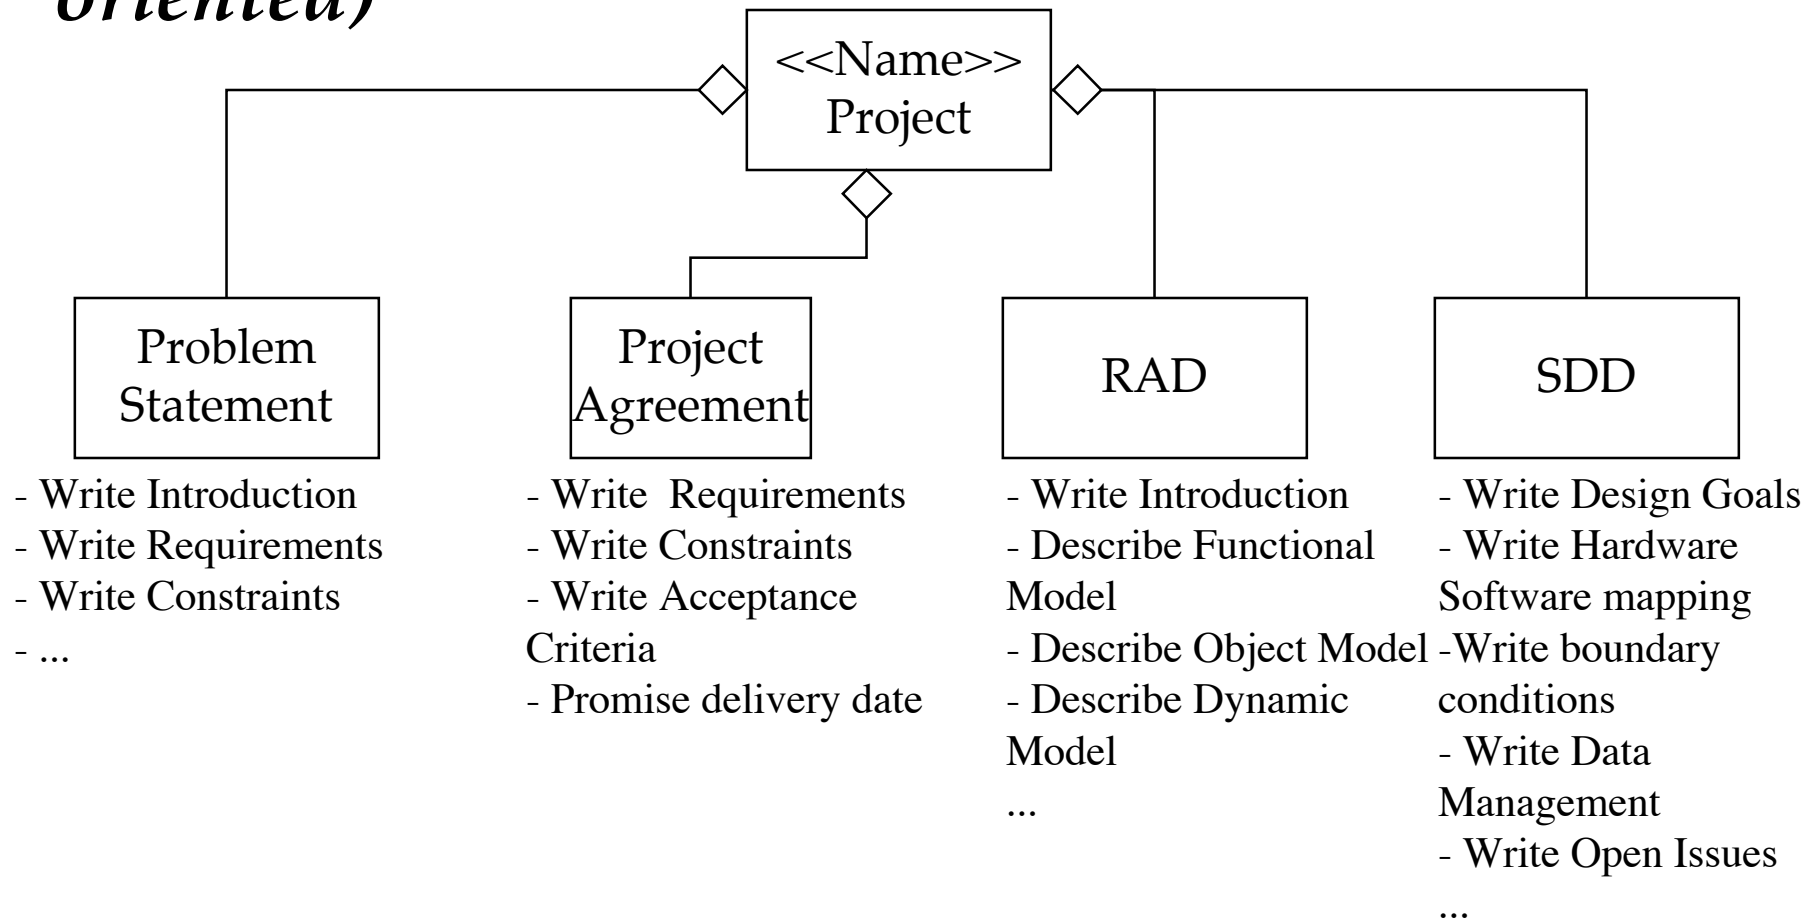 oriented)
<<Name>>
Project
Problem
Statement
Project
Agreement
RAD
SDD
- Write Introduction
- Write Requirements
- Write Constraints
- ...
- Write  Requirements
- Write Constraints
- Write Acceptance
Criteria
- Promise delivery date
- Write Introduction
- Describe Functional
Model
- Describe Object Model
- Describe Dynamic
Model
...
- Write Design Goals
- Write Hardware
Software mapping
-Write boundary
conditions
- Write Data
Management
- Write Open Issues
...